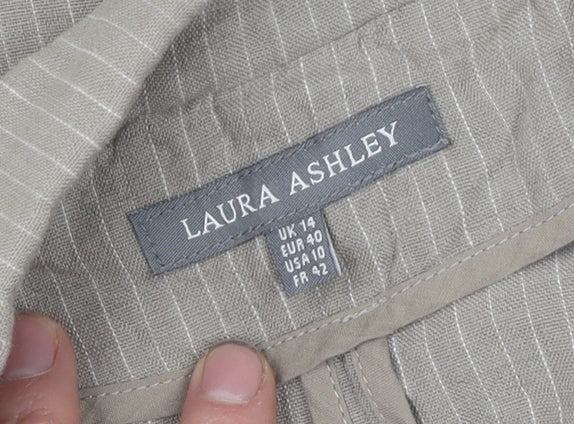 LAURA ASHLEY
UK 14
EUR 40
USA 10
FR 42